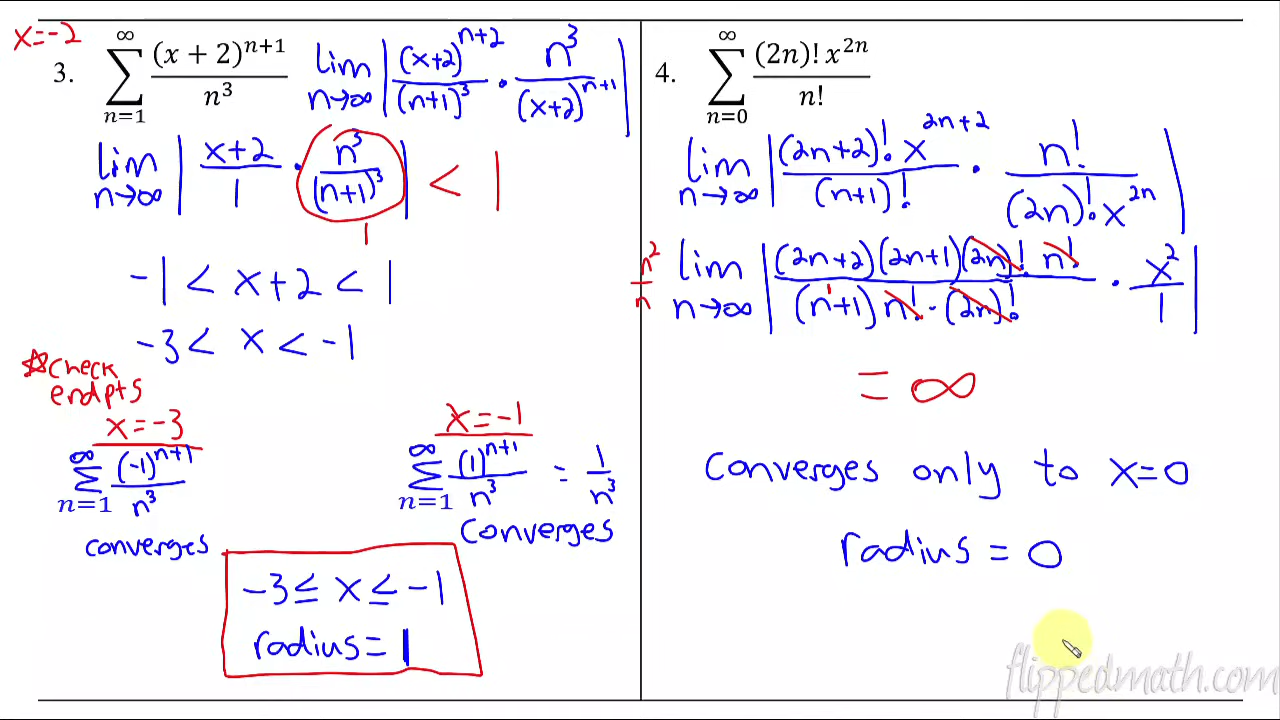 x=-2
3. ∑_{n=1}^{∞} (x + 2)^{n+1} / n^3
lim_{n→∞} | (x+2)^{n+2} / (n+1)^3 · n^3 / (x+2)^{n+1} |
lim_{n→∞} | x+2 / 1 · n^3 / (n+1)^3 | < 1
1
-1 < x+2 < 1
-3 < x < -1
☆check
endpts
x=-3
∑_{n=1}^{∞} (-1)^{n+1} / n^3
converges
x=-1
∑_{n=1}^{∞} (1)^{n+1} / n^3 = 1 / n^3
Converges
-3 ≤ x ≤ -1
radius = 1
4. ∑_{n=0}^{∞} (2n)! x^{2n} / n!
lim_{n→∞} | (2n+2)! x^{2n+2} / (n+1)! · n! / (2n)! x^{2n} |
n^2 / n
lim_{n→∞} | (2n+2)(2n+1)(2n)! n! / (n+1) n! · (2n)! · x^2 / 1 |
= ∞
Converges only to x=0
radius = 0
flippedmath.com